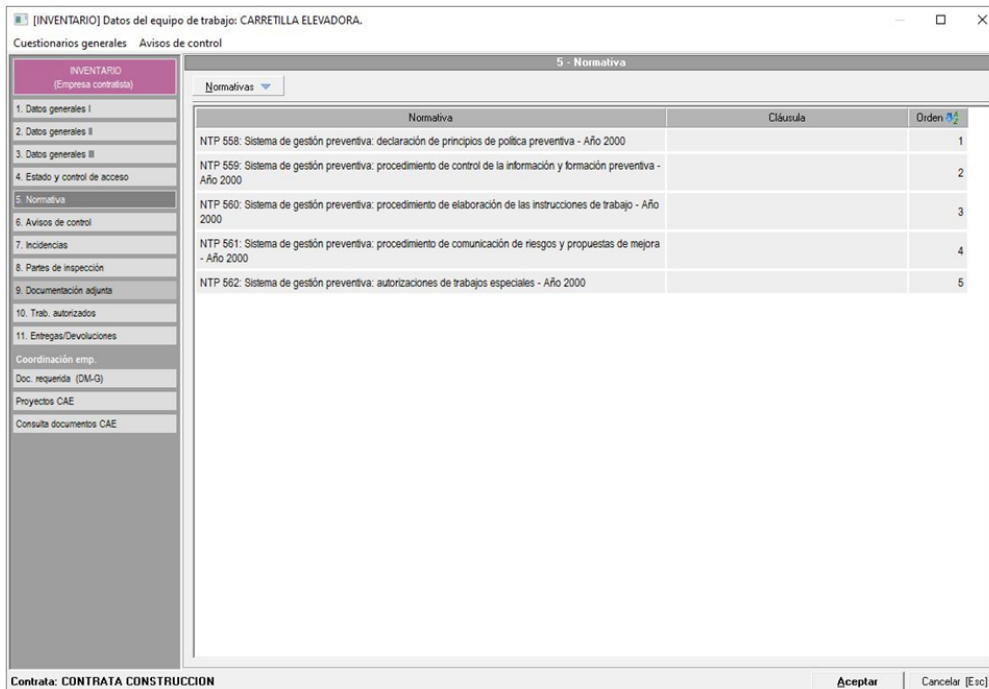 [INVENTARIO] Datos del equipo de trabajo: CARRETILLA ELEVADORA.
Cuestionarios generales Avisos de control
INVENTARIO
(Empresa contratista)
1. Datos generales I
2. Datos generales II
3. Datos generales III
4. Estado y control de acceso
5. Normativa
6. Avisos de control
7. Incidencias
8. Partes de inspección
9. Documentación adjunta
10. Trab. autorizados
11. Entregas/Devoluciones
Coordinación emp.
Doc. requerida (DM-G)
Proyectos CAE
Consulta documentos CAE
5 - Normativa
Normativas
Normativa Cláusula Orden
NTP 558: Sistema de gestión preventiva: declaración de principios de política preventiva - Año 2000 1
NTP 559: Sistema de gestión preventiva: procedimiento de control de la información y formación preventiva -
Año 2000 2
NTP 560: Sistema de gestión preventiva: procedimiento de elaboración de las instrucciones de trabajo - Año
2000 3
NTP 561: Sistema de gestión preventiva: procedimiento de comunicación de riesgos y propuestas de mejora
- Año 2000 4
NTP 562: Sistema de gestión preventiva: autorizaciones de trabajos especiales - Año 2000 5
Contrata: CONTRATA CONSTRUCCION
Aceptar Cancelar [Esc]